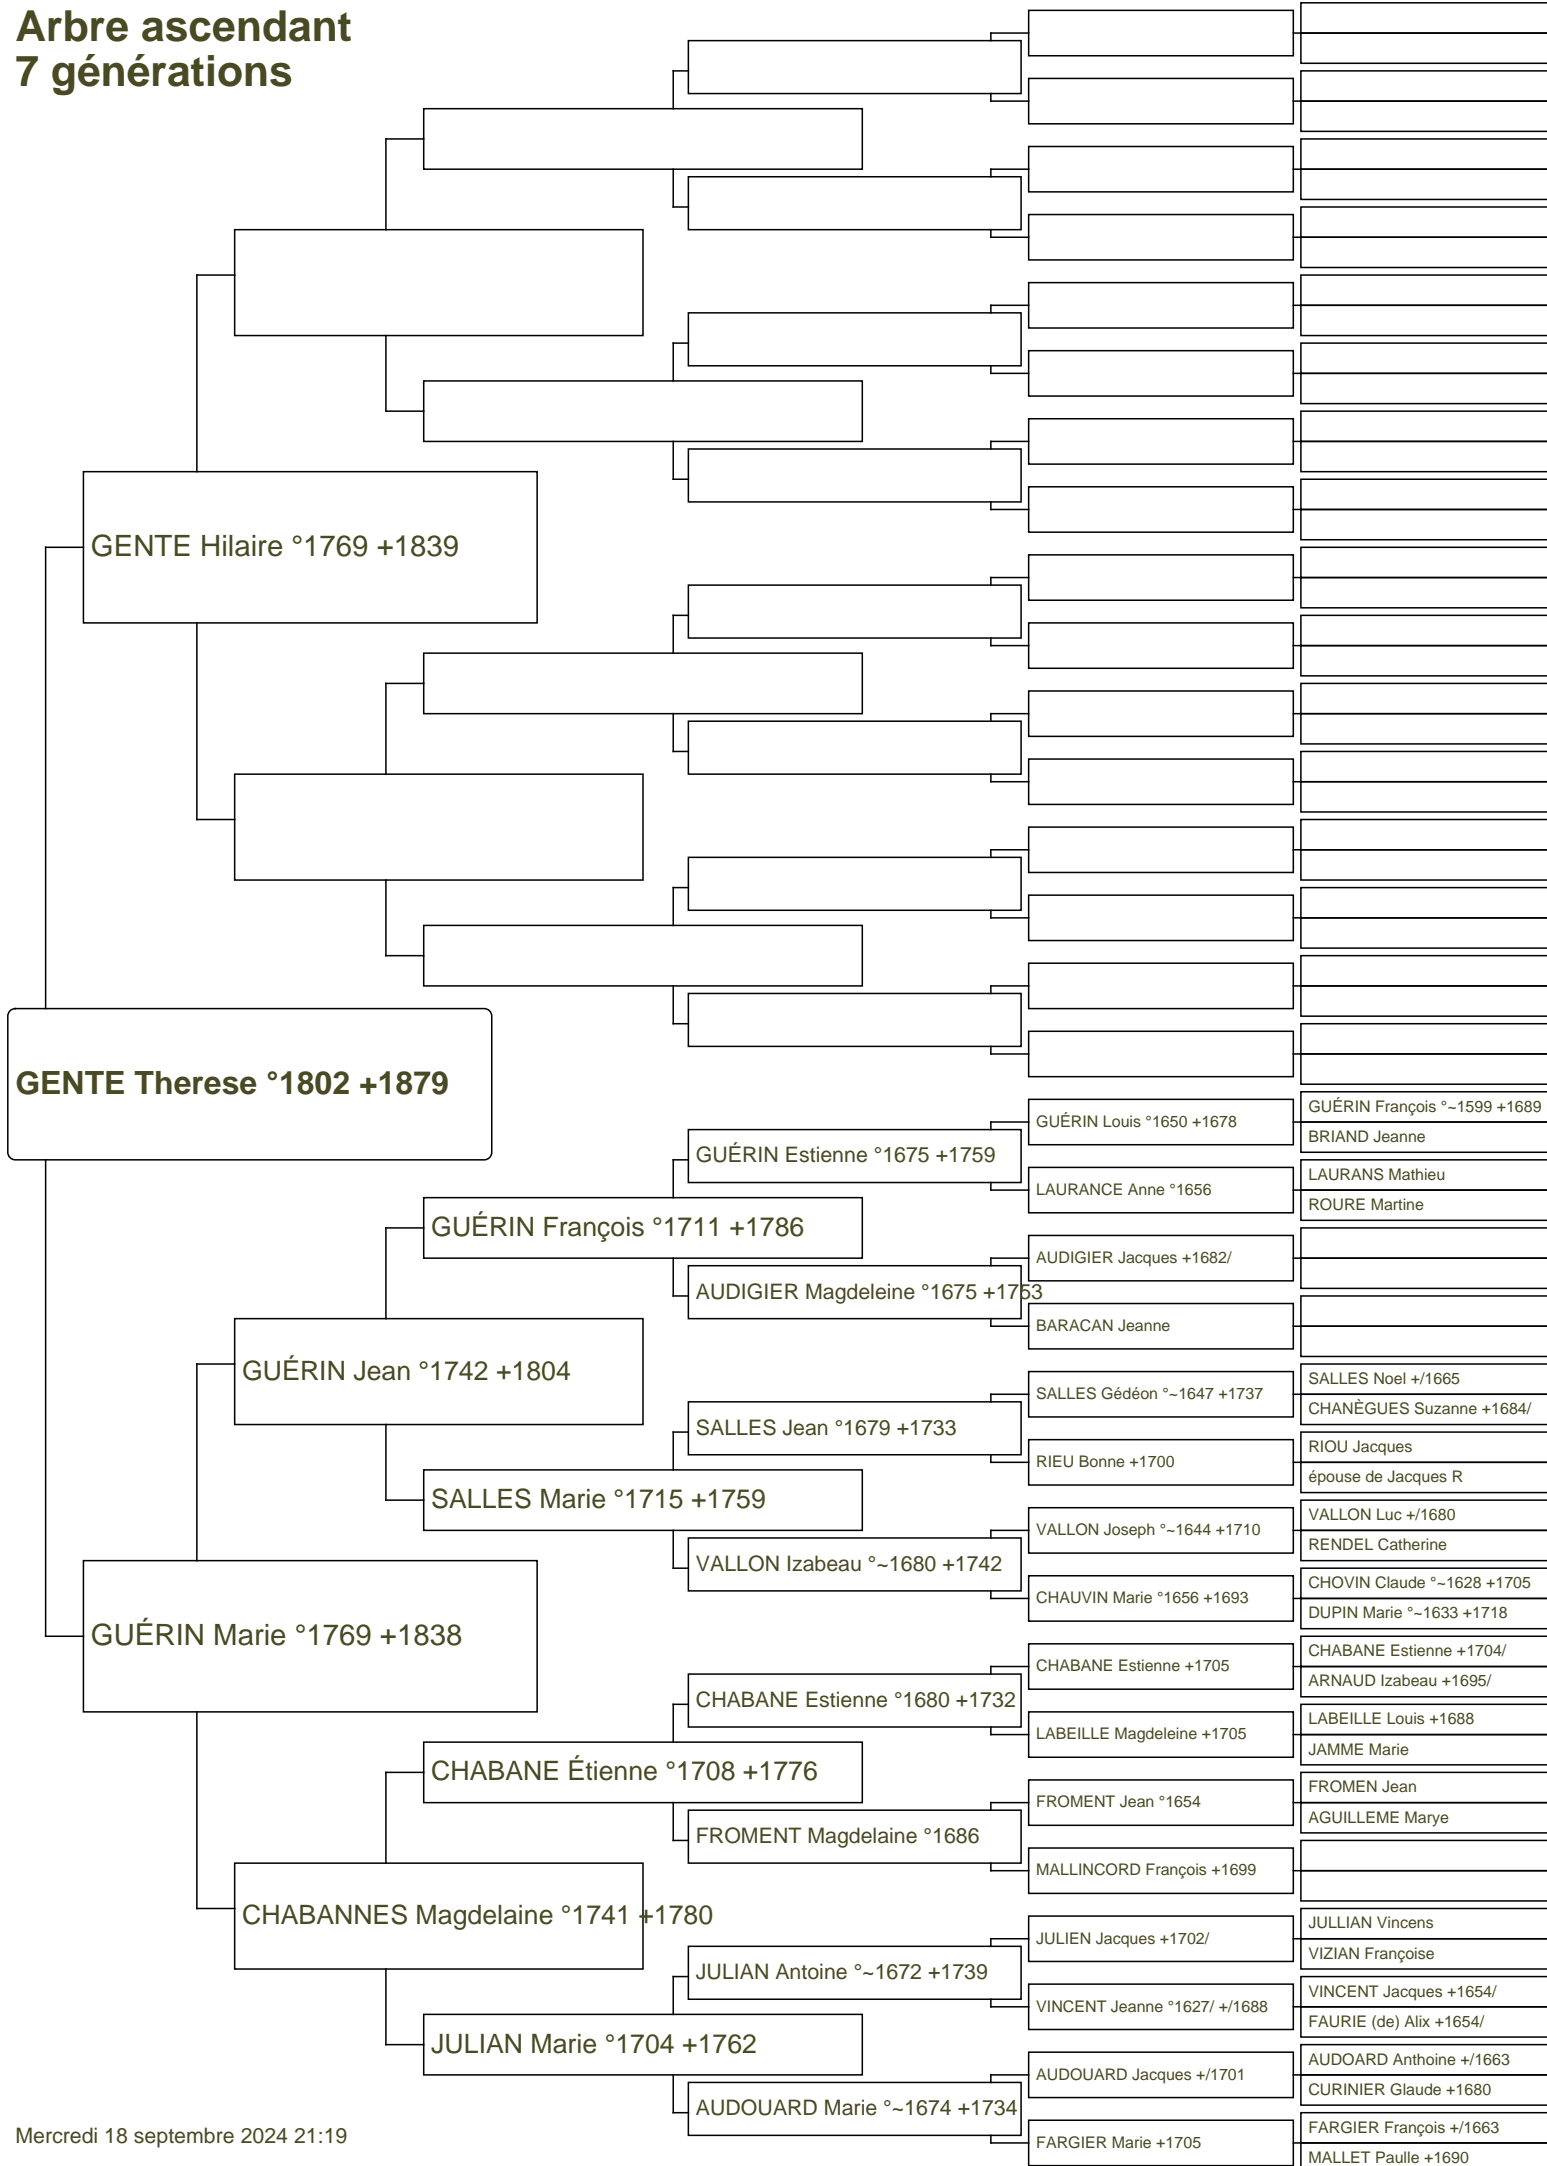 Arbre ascendant
7 générations
GENTE Hilaire °1769 +1839
GENTE Therese °1802 +1879
GUÉRIN François °~1599 +1689
GUÉRIN Louis °1650 +1678
BRIAND Jeanne
GUÉRIN Estienne °1675 +1759
LAURANS Mathieu
LAURANCE Anne °1656
ROURE Martine
GUÉRIN François °1711 +1786
AUDIGIER Jacques +1682/
AUDIGIER Magdeleine °1675 +1753
BARACAN Jeanne
GUÉRIN Jean °1742 +1804
SALLES Noel +/1665
SALLES Gédéon °~1647 +1737
CHANÈGUES Suzanne +1684/
SALLES Jean °1679 +1733
RIOU Jacques
RIEU Bonne +1700
épouse de Jacques R
SALLES Marie °1715 +1759
VALLON Luc +/1680
VALLON Joseph °~1644 +1710
RENDEL Catherine
VALLON Izabeau °~1680 +1742
CHOVIN Claude °~1628 +1705
CHAUVIN Marie °1656 +1693
DUPIN Marie °~1633 +1718
GUÉRIN Marie °1769 +1838
CHABANE Estienne +1704/
CHABANE Estienne +1705
ARNAUD Izabeau +1695/
CHABANE Estienne °1680 +1732
LABEILLE Louis +1688
LABEILLE Magdeleine +1705
JAMME Marie
CHABANE Étienne °1708 +1776
FROMEN Jean
FROMENT Jean °1654
AGUILLEME Marye
FROMENT Magdelaine °1686
MALLINCORD François +1699
CHABANNES Magdelaine °1741 +1780
JULLIAN Vincens
JULIEN Jacques +1702/
VIZIAN Françoise
JULIAN Antoine °~1672 +1739
VINCENT Jacques +1654/
VINCENT Jeanne °1627/ +/1688
FAURIE (de) Alix +1654/
JULIAN Marie °1704 +1762
AUDOARD Anthoine +/1663
AUDOUARD Jacques +/1701
CURINIER Glaude +1680
AUDOUARD Marie °~1674 +1734
FARGIER François +/1663
FARGIER Marie +1705
MALLET Paulle +1690
Mercredi 18 septembre 2024 21:19